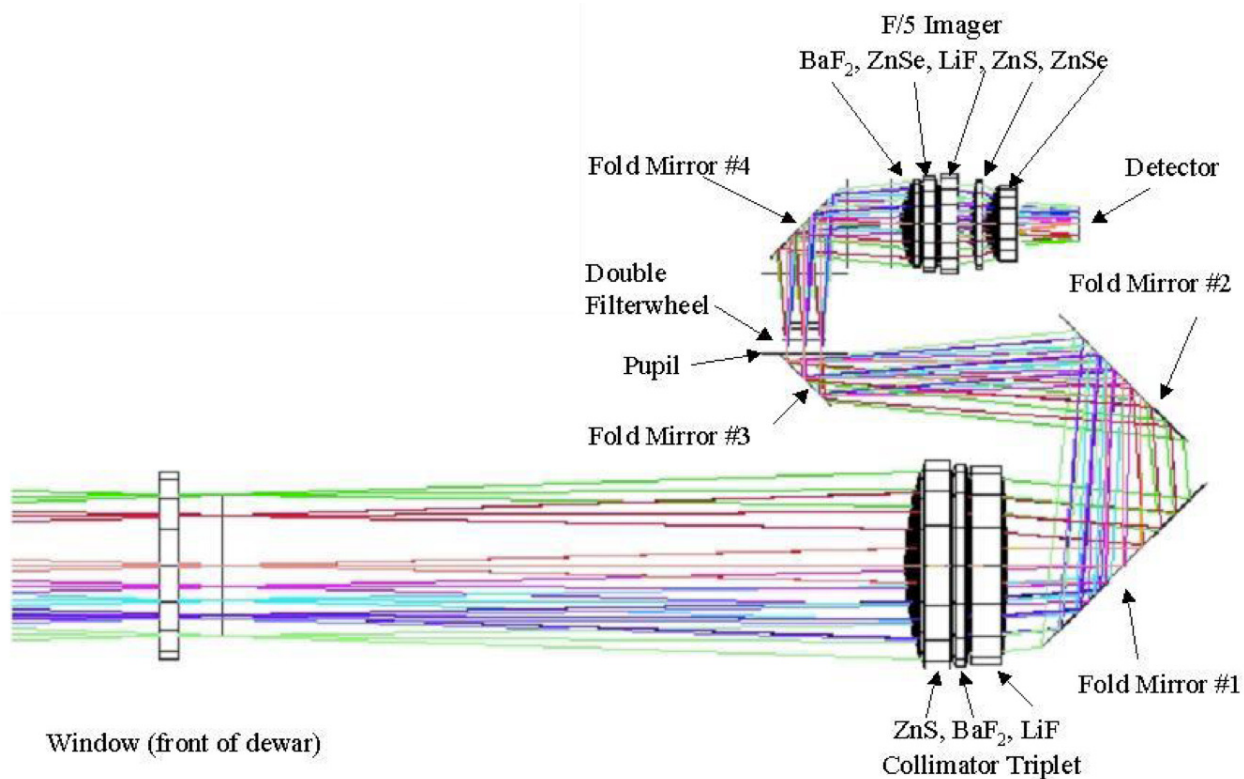 F/5 Imager
BaF₂, ZnSe, LiF, ZnS, ZnSe
Fold Mirror #4
Detector
Double
Filterwheel
Fold Mirror #2
Pupil
Fold Mirror #3
Fold Mirror #1
ZnS, BaF₂, LiF
Collimator Triplet
Window (front of dewar)